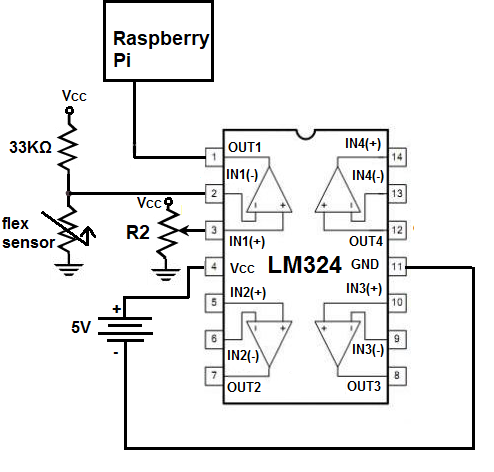 Raspberry
Pi
Vcc
33KΩ
flex
sensor
Vcc
R2
OUT1
IN1(-)
IN1(+)
Vcc
IN2(+)
IN2(-)
OUT2
LM324
IN4(+)
IN4(-)
OUT4
GND
IN3(+)
IN3(-)
OUT3
1
2
3
4
5
6
7
14
13
12
11
10
9
8
+
5V
-
- +
- +
+ -
+ -